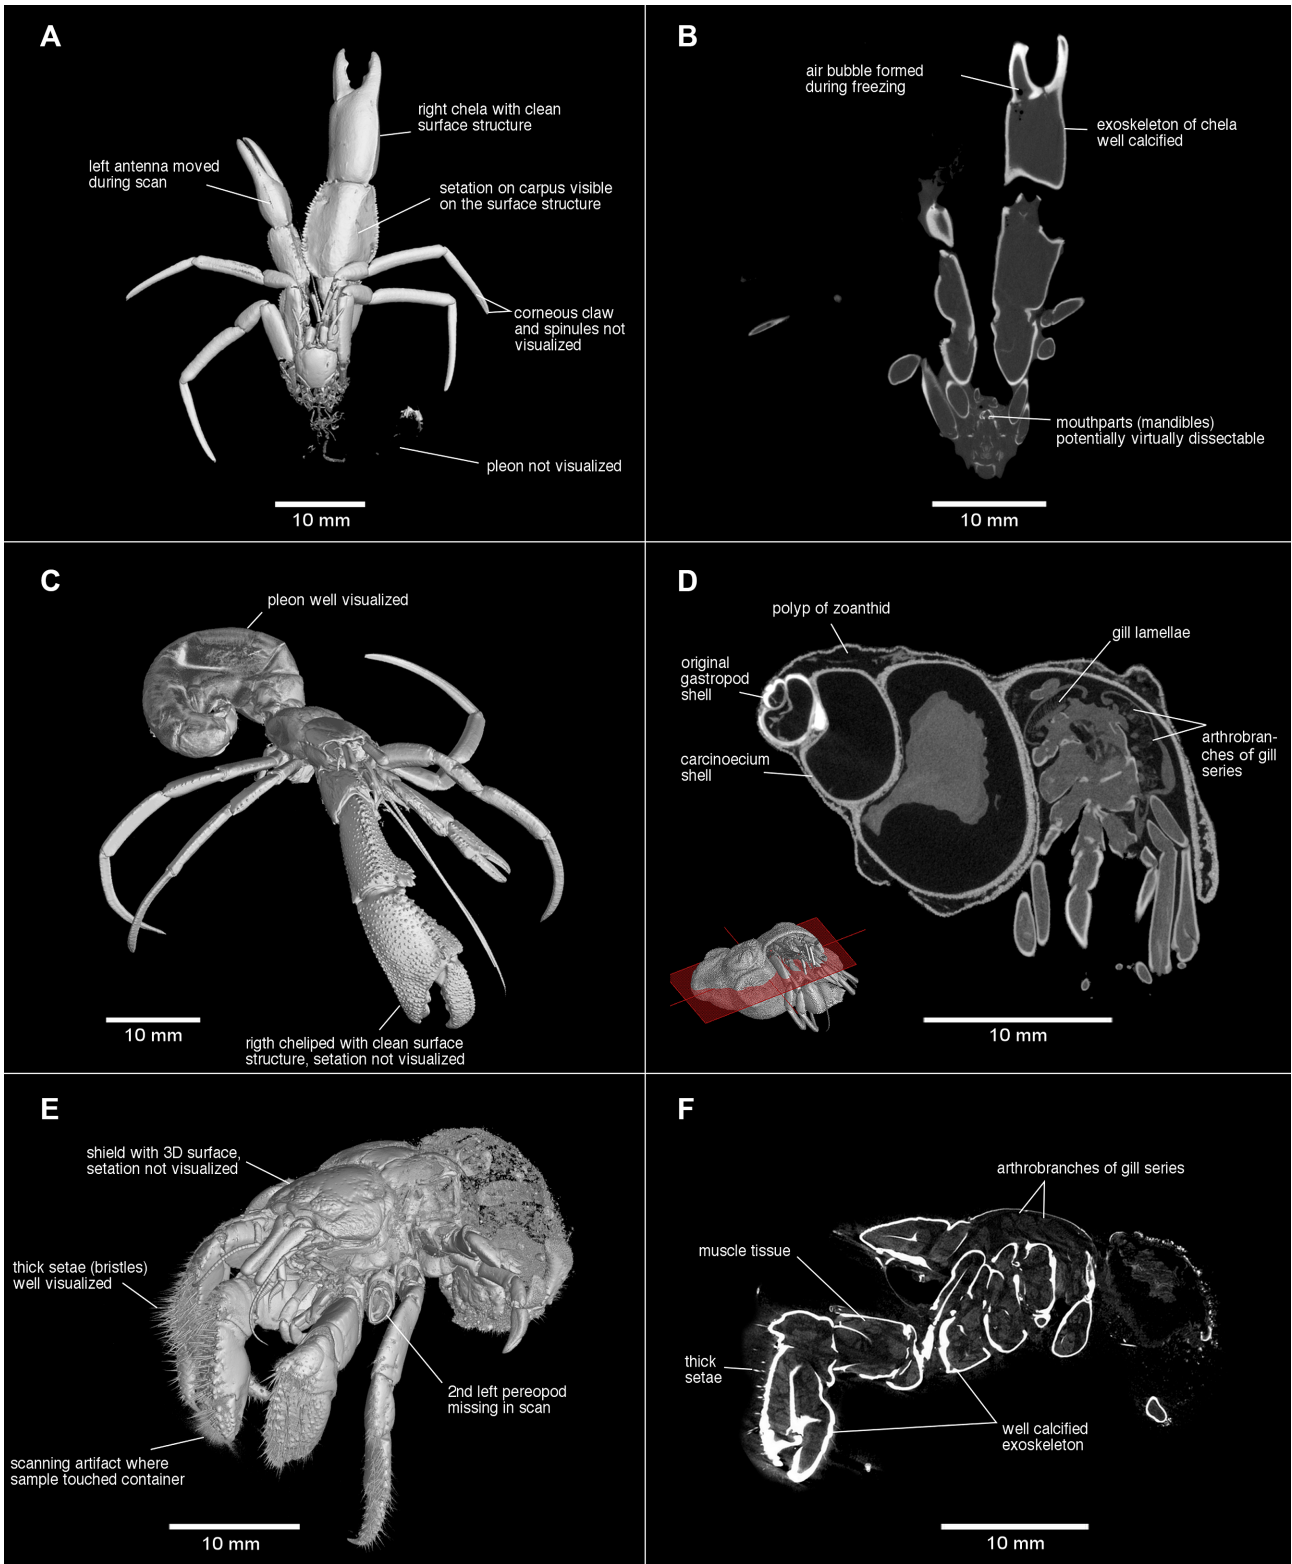 A
right chela with clean
surface structure
left antenna moved
during scan
setation on carpus visible
on the surface structure
corneous claw
and spinules not
visualized
pleon not visualized
10 mm
B
air bubble formed
during freezing
exoskeleton of chela
well calcified
mouthparts (mandibles)
potentially virtually dissectable
10 mm
C
pleon well visualized
10 mm
rigth cheliped with clean surface
structure, setation not visualized
D
polyp of zoanthid
gill lamellae
original
gastropod
shell
arthrobran-
ches of gill
series
carcinoecium
shell
10 mm
E
shield with 3D surface,
setation not visualized
thick setae (bristles)
well visualized
2nd left pereopod
missing in scan
scanning artifact where
sample touched container
10 mm
F
arthrobranches of gill series
muscle tissue
thick
setae
well calcified
exoskeleton
10 mm